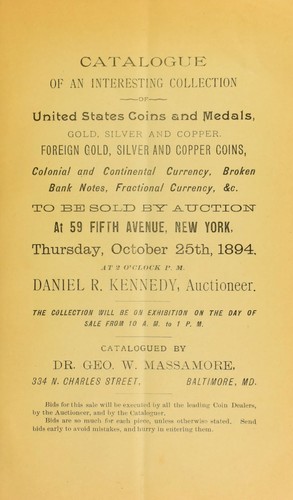 CATALOGUE
OF AN INTERESTING COLLECTION
OF
United States Coins and Medals,
GOLD, SILVER AND COPPER.
FOREIGN GOLD, SILVER AND COPPER COINS,
Colonial and Continental Currency, Broken
Bank Notes, Fractional Currency, &c.
TO BE SOLD BY AUCTION
At 59 FIFTH AVENUE, NEW YORK,
Thursday, October 25th, 1894,
AT 2 O'CLOCK P. M.
DANIEL R. KENNEDY, Auctioneer.
THE COLLECTION WILL BE ON EXHIBITION ON THE DAY OF
SALE FROM 10 A. M. to 1 P. M.
CATALOGUED BY
DR. GEO. W. MASSAMORE,
334 N. CHARLES STREET, BALTIMORE, MD.
Bids for this sale will be executed by all the leading Coin Dealers,
by the Auctioneer, and by the Cataloguer.
Bids are so much for each piece, unless otherwise stated. Send
bids early to avoid mistakes, and hurry in entering them.